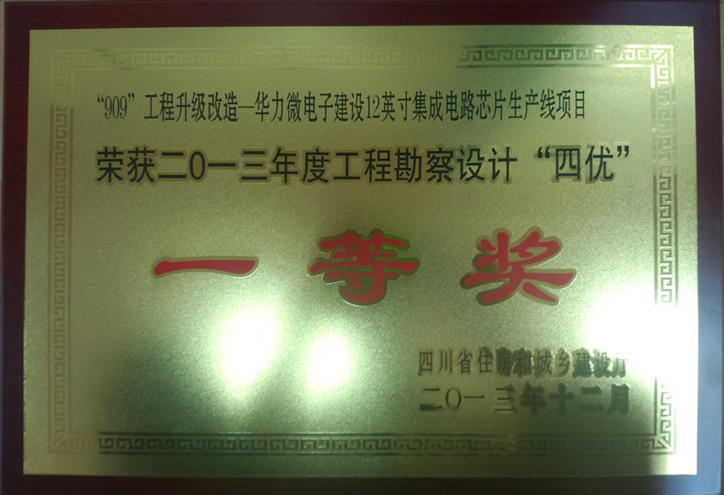 “909”工程升级改造—华力微电子建设12英寸集成电路芯片生产线项目
荣获二0一三年度工程勘察设计“四优”
一等奖
四川省住房和城乡建设厅
二0一三年十二月